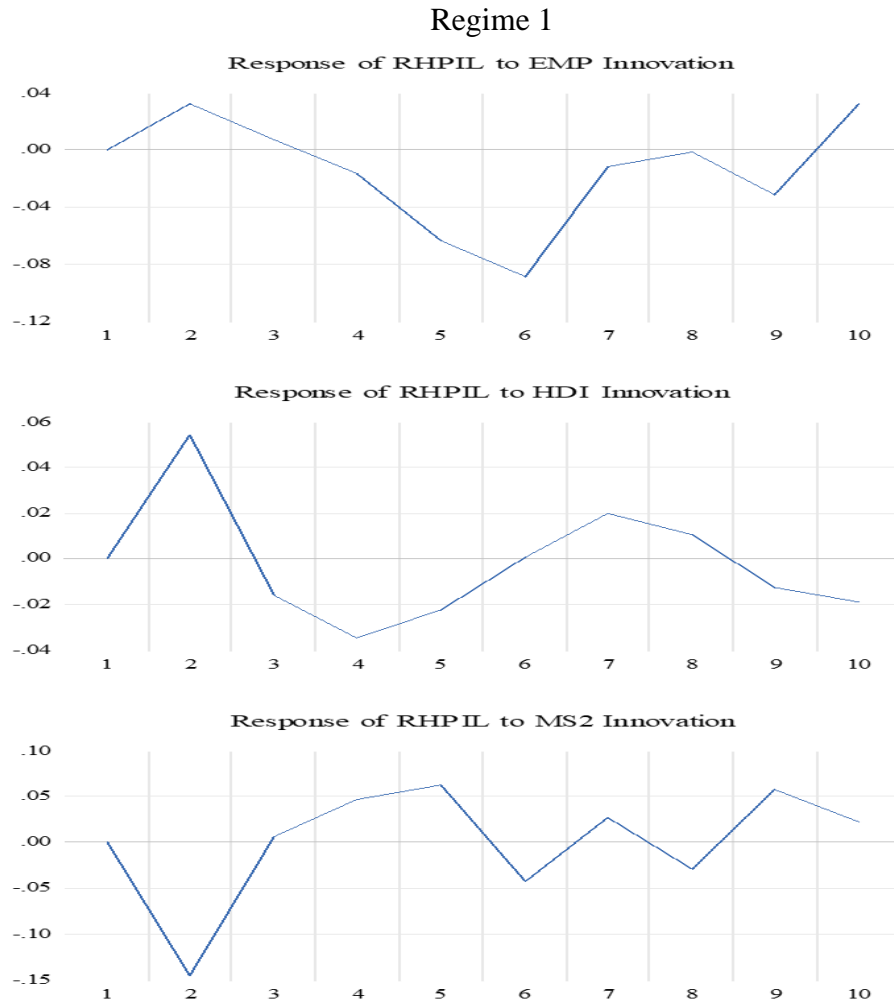 Regime 1
Response of RHPIL to EMP Innovation
.04
.00
-.04
-.08
-.12
1 2 3 4 5 6 7 8 9 10
Response of RHPIL to HDI Innovation
.06
.04
.02
.00
-.02
-.04
1 2 3 4 5 6 7 8 9 10
Response of RHPIL to MS2 Innovation
.10
.05
.00
-.05
-.10
-.15
1 2 3 4 5 6 7 8 9 10